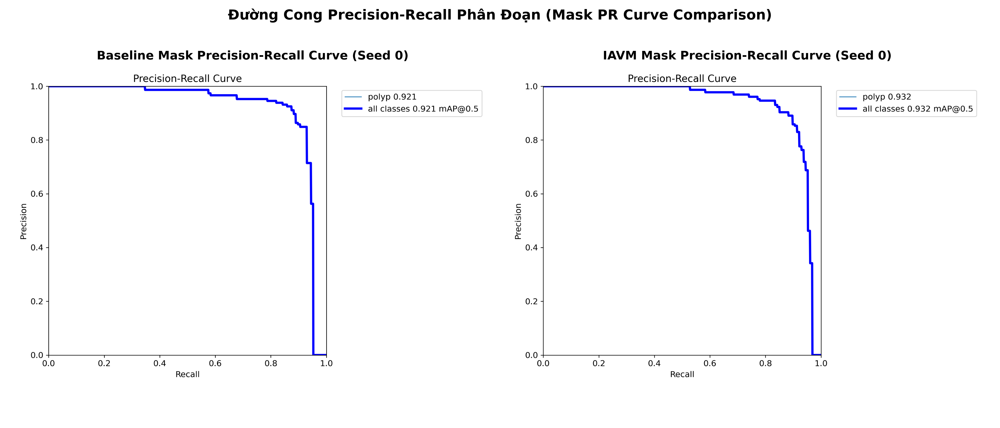 Đường Cong Precision-Recall Phân Đoạn (Mask PR Curve Comparison)
Baseline Mask Precision-Recall Curve (Seed 0)
Precision-Recall Curve
1.0
0.8
0.6
0.4
0.2
0.0
Precision
0.0 0.2 0.4 0.6 0.8 1.0
Recall
polyp 0.921
all classes 0.921 mAP@0.5
IAVM Mask Precision-Recall Curve (Seed 0)
Precision-Recall Curve
1.0
0.8
0.6
0.4
0.2
0.0
Precision
0.0 0.2 0.4 0.6 0.8 1.0
Recall
polyp 0.932
all classes 0.932 mAP@0.5